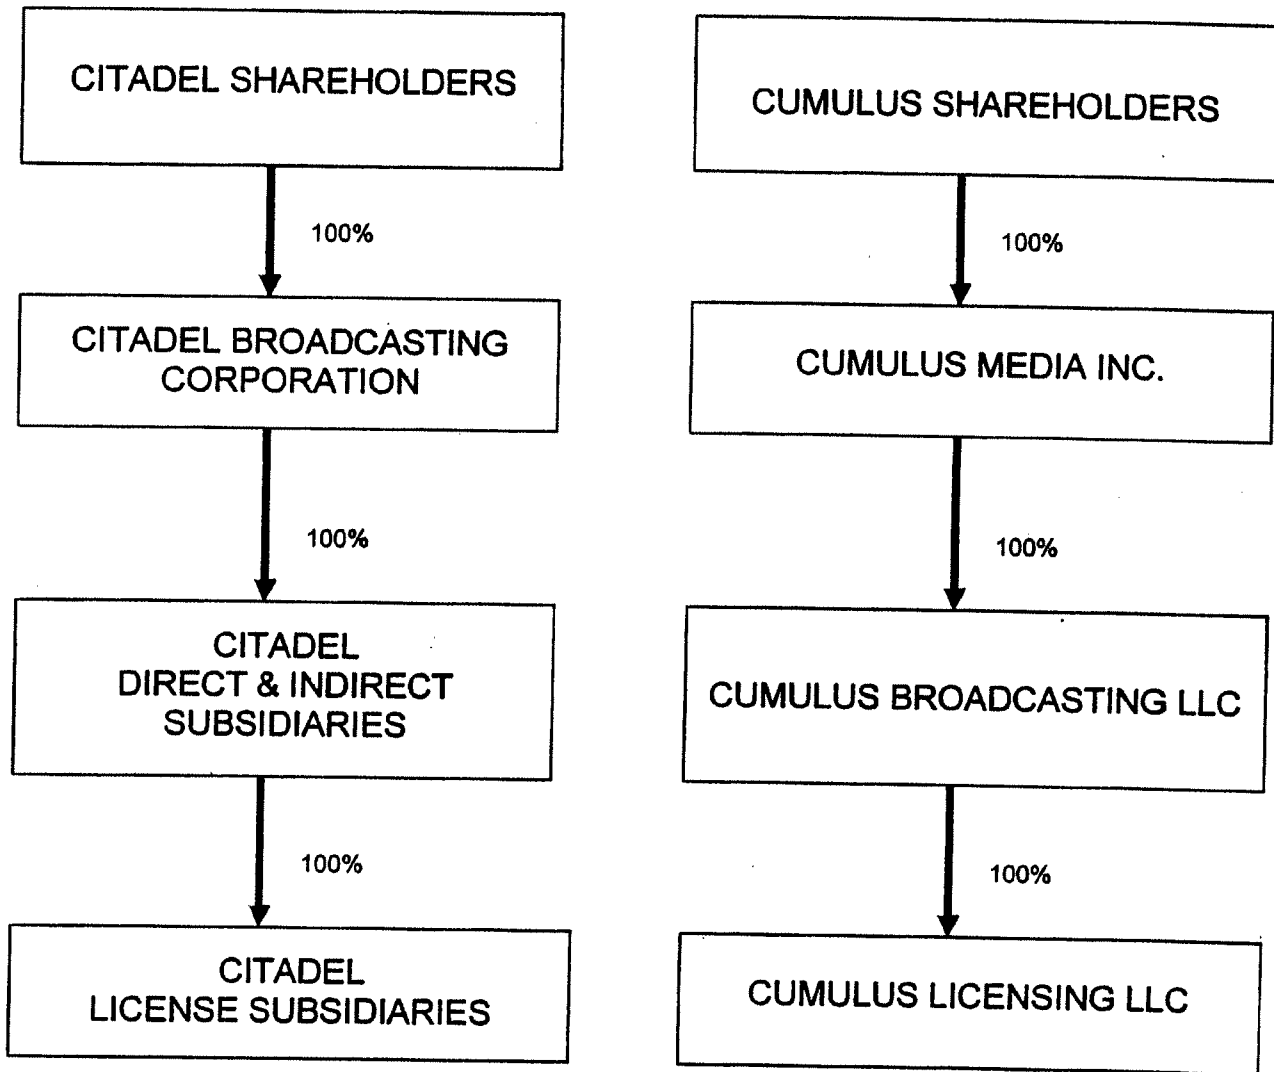 CITADEL SHAREHOLDERS
100%
CITADEL BROADCASTING
CORPORATION
100%
CITADEL
DIRECT & INDIRECT
SUBSIDIARIES
100%
CITADEL
LICENSE SUBSIDIARIES
CUMULUS SHAREHOLDERS
100%
CUMULUS MEDIA INC.
100%
CUMULUS BROADCASTING LLC
100%
CUMULUS LICENSING LLC